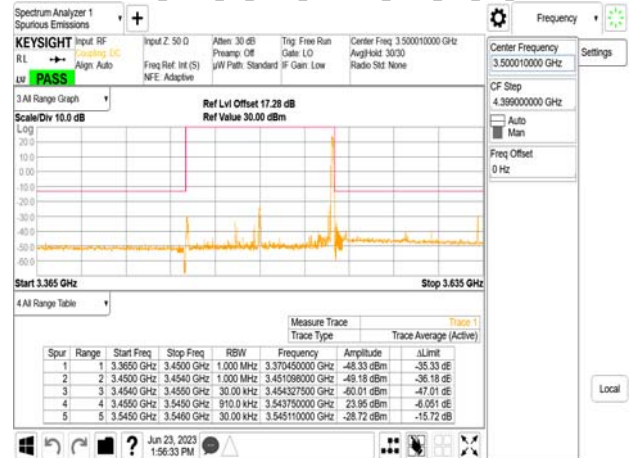 Spectrum Analyzer 1
Spurious Emissions
Frequency
KEYSIGHT Input: RF Input Z: 50 Ω Atten: 30 dB Trig: Free Run Center Freq: 3.500010000 GHz
RL Coupling: DC Preamp: Off Gate: LO Avg|Hold: 30/30
Align: Auto Freq Ref: Int (S) µW Path: Standard IF Gain: Low Radio Std: None
NFE: Adaptive
PASS
Center Frequency
3.500010000 GHz
Settings
CF Step
4.399000000 GHz
Auto
Man
Freq Offset
0 Hz
3 All Range Graph
Ref Lvl Offset 17.28 dB
Scale/Div 10.0 dB Ref Value 30.00 dBm
Log
20.0
10.0
0.00
-10.0
-20.0
-30.0
-40.0
-50.0
-60.0
Start 3.365 GHz Stop 3.635 GHz
4 All Range Table
Measure Trace Trace 1
Trace Type Trace Average (Active)
Spur Range Start Freq Stop Freq RBW Frequency Amplitude ΔLimit
1 1 3.3650 GHz 3.4500 GHz 1.000 MHz 3.370450000 GHz -48.33 dBm -35.33 dB
2 2 3.4500 GHz 3.4540 GHz 1.000 MHz 3.451098000 GHz -49.18 dBm -36.18 dB
3 3 3.4540 GHz 3.4550 GHz 30.00 kHz 3.454327500 GHz -60.01 dBm -47.01 dB
4 4 3.4550 GHz 3.5450 GHz 910.0 kHz 3.543750000 GHz 23.95 dBm -6.051 dB
5 5 3.5450 GHz 3.5460 GHz 30.00 kHz 3.545110000 GHz -28.72 dBm -15.72 dB
Local
Jun 23, 2023
1:56:33 PM